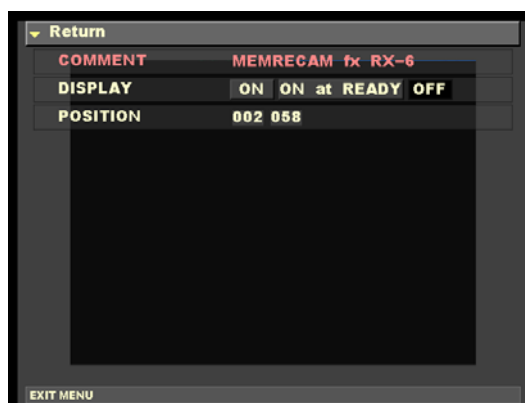 Return
COMMENT MEMRECAM fx RX-6
DISPLAY ON ON at READY OFF
POSITION 002 058
EXIT MENU